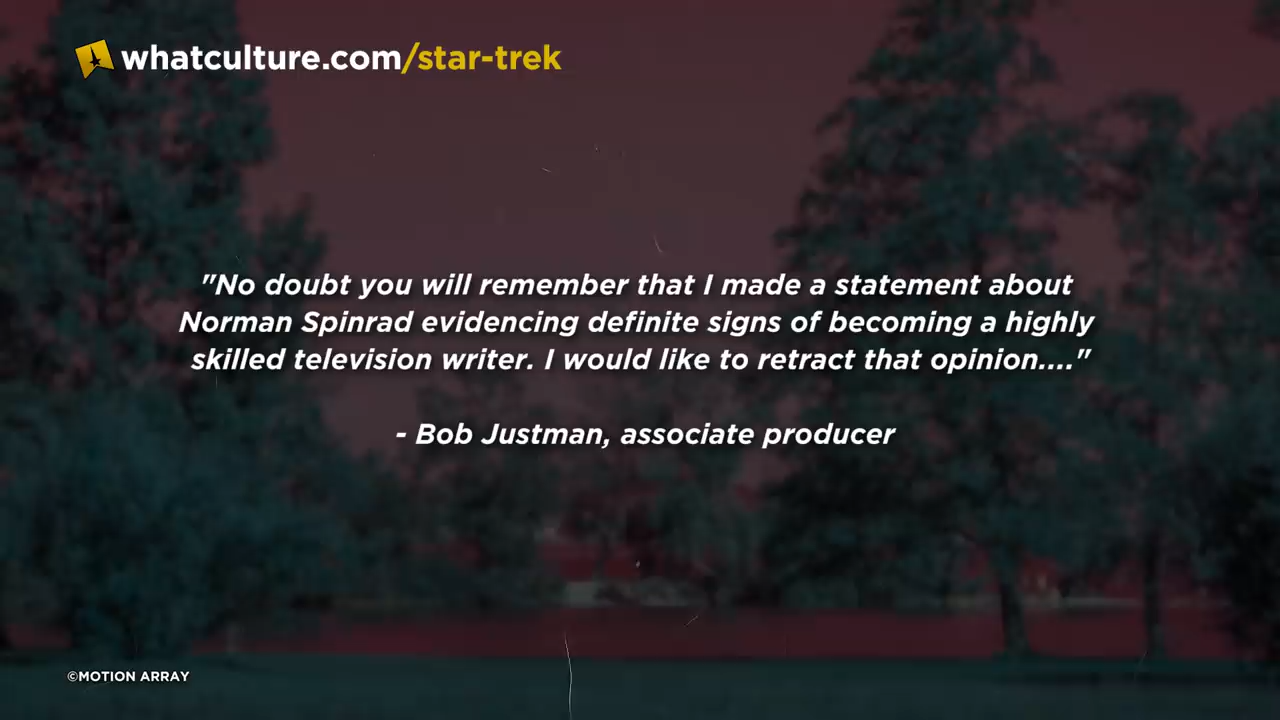 whatculture.com/star-trek
"No doubt you will remember that I made a statement about
Norman Spinrad evidencing definite signs of becoming a highly
skilled television writer. I would like to retract that opinion...."
- Bob Justman, associate producer
©MOTION ARRAY